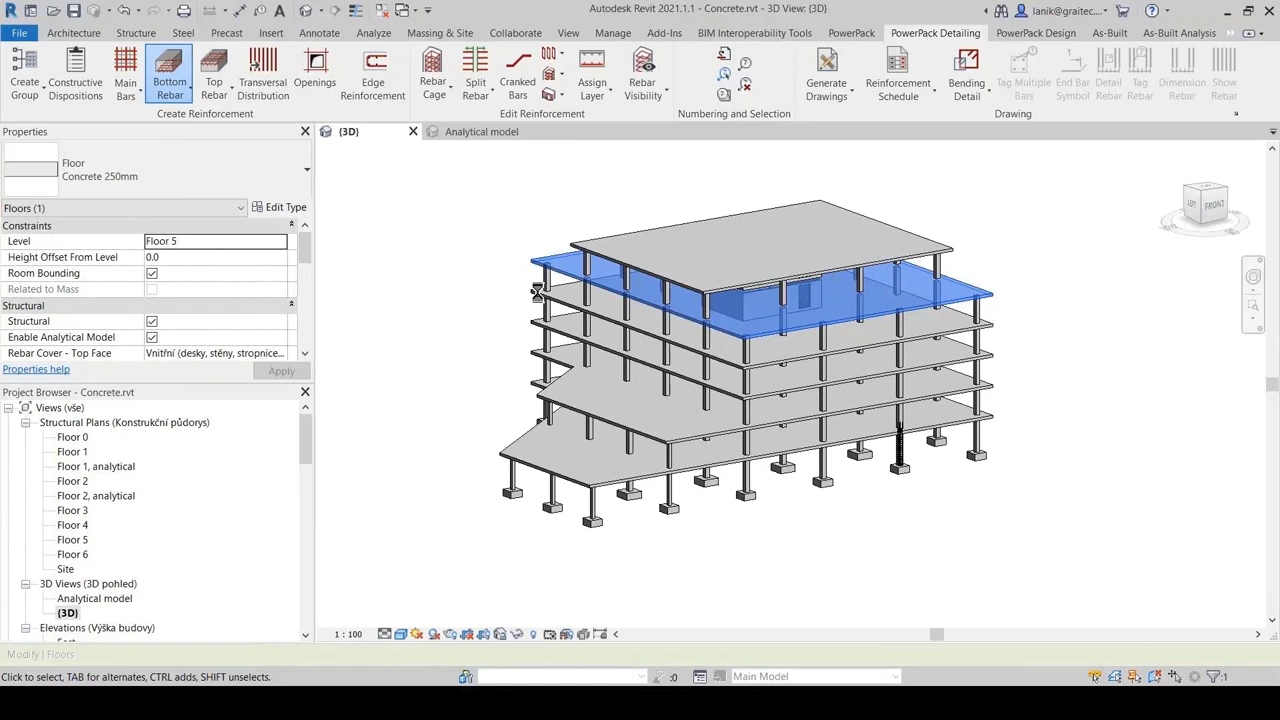 Autodesk Revit 2021.1.1 - Concrete.rvt - 3D View: {3D}
lanik@graitec....
File
Architecture
Structure
Steel
Precast
Insert
Annotate
Analyze
Massing & Site
Collaborate
View
Manage
Add-Ins
BIM Interoperability Tools
PowerPack
PowerPack Detailing
PowerPack Design
As-Built
As-Built Analysis
Create Group
Constructive Dispositions
Main Bars
Bottom Rebar
Top Rebar
Transversal Distribution
Openings
Edge Reinforcement
Rebar Cage
Split Rebar
Cranked Bars
Assign Layer
Rebar Visibility
Generate Drawings
Reinforcement Schedule
Bending Detail
Tag Multiple Bars
End Bar Symbol
Detail Rebar
Tag Rebar
Dimension Rebar
Show Rebar
Create Reinforcement
Edit Reinforcement
Numbering and Selection
Drawing
Properties
{3D}
Analytical model
Floor
Concrete 250mm
Floors (1)
Edit Type
Constraints
Level Floor 5
Height Offset From Level 0.0
Room Bounding
Related to Mass
Structural
Structural
Enable Analytical Model
Rebar Cover - Top Face Vnitřní (desky, stěny, stropnice...
Properties help
Apply
Project Browser - Concrete.rvt
Views (vše)
Structural Plans (Konstrukční půdorys)
Floor 0
Floor 1
Floor 1, analytical
Floor 2
Floor 2, analytical
Floor 3
Floor 4
Floor 5
Floor 6
Site
3D Views (3D pohled)
Analytical model
{3D}
Elevations (Výška budovy)
FRONT
1 : 100
Modify | Floors
Click to select, TAB for alternates, CTRL adds, SHIFT unselects.
:0
Main Model
:1